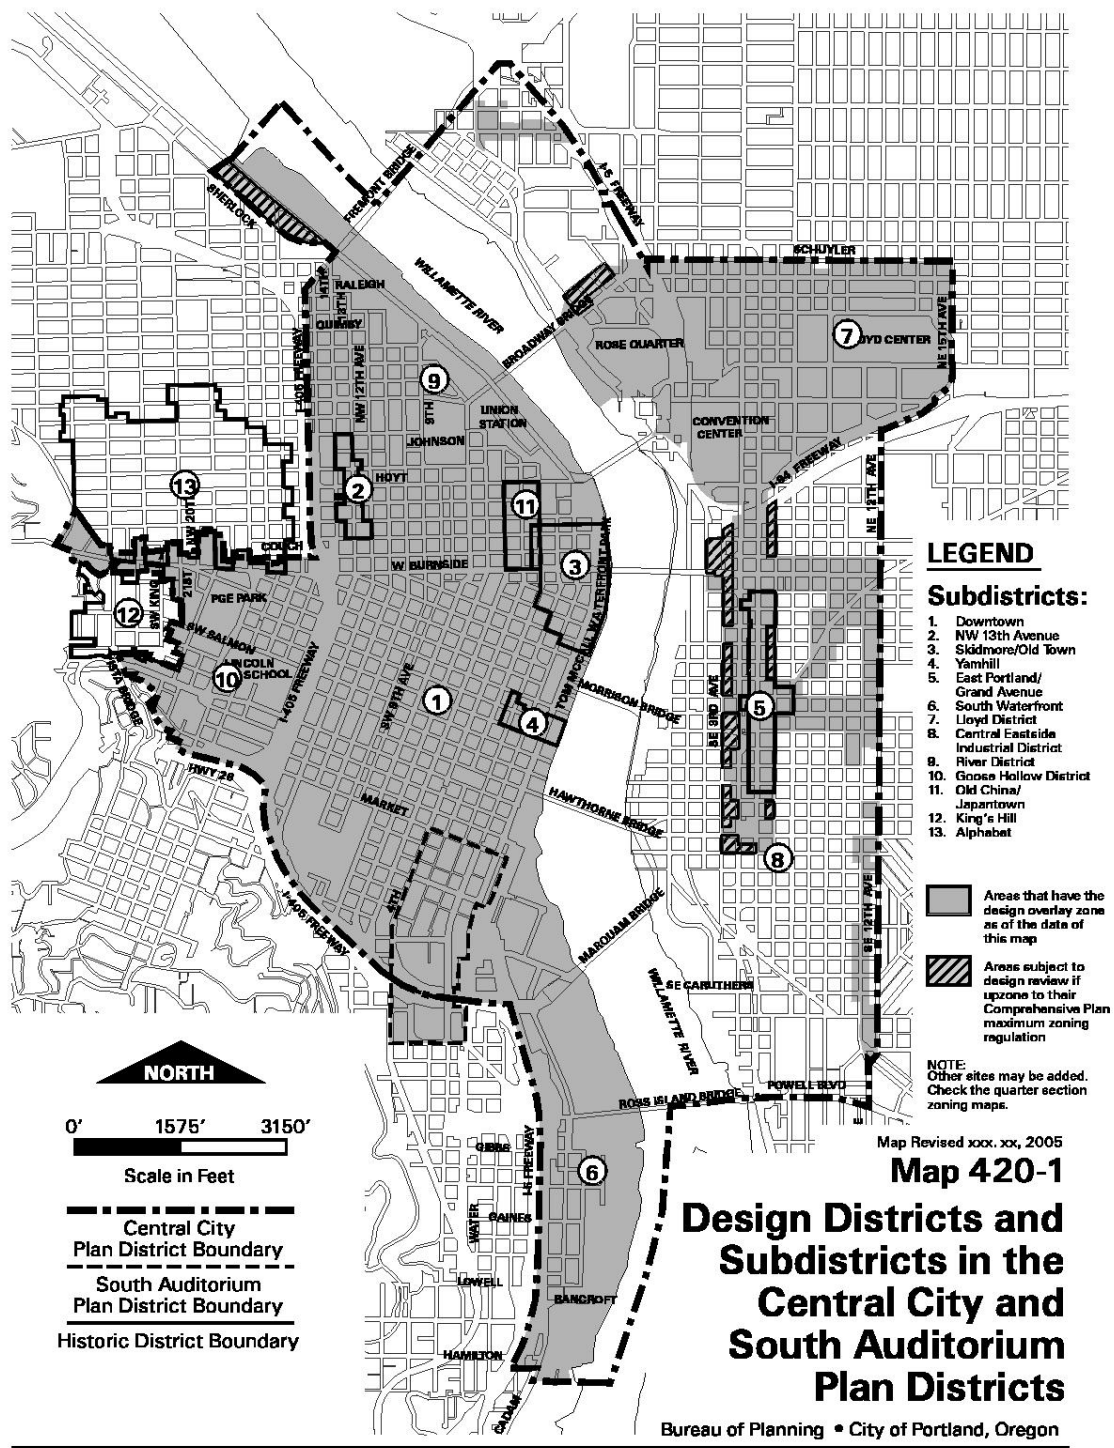 SHERLOCK
FREMONT BRIDGE
I-5 FREEWAY
SCHUYLER
WILLAMETTE RIVER
14TH
RALEIGH
13TH
QUIMBY
BROADWAY BRIDGE
ROSE QUARTER
7
OYD CENTER
NE 15TH AVE
I-405 FREEWAY
NW 12TH AVE
9
9TH
UNION
STATION
JOHNSON
CONVENTION
CENTER
I-84 FREEWAY
NE 12TH AVE
13
NW 20T
2
HOYT
11
COUCH
W BURNSIDE
3
TOM MCCALL WATERFRONT PARK
21ST
PGE PARK
12
SW KING
SW SALMON
LINCOLN
SCHOOL
10
VISTA BRIDGE
I-405 FREEWAY
SW 9TH AVE
1
4
MORRISON BRIDGE
SE 3RD AVE
5
HWY 26
MARKET
HAWTHORNE BRIDGE
8
4TH
I-405 FREEWAY
MARQUAM BRIDGE
SE 12TH AVE
WILLAMETTE RIVER
SE CARUTHERS
ROSS ISLAND BRIDGE
POWELL BLVD
GIBBS
I-5 FREEWAY
6
WATER
GAINES
LOWELL
BANCROFT
HAMILTON
LEGEND
Subdistricts:
1. Downtown
2. NW 13th Avenue
3. Skidmore/Old Town
4. Yamhill
5. East Portland/
Grand Avenue
6. South Waterfront
7. Lloyd District
8. Central Eastside
Industrial District
9. River District
10. Goose Hollow District
11. Old China/
Japantown
12. King's Hill
13. Alphabet
Areas that have the
design overlay zone
as of the date of
this map
Areas subject to
design review if
upzone to their
Comprehensive Plan
maximum zoning
regulation
NOTE:
Other sites may be added.
Check the quarter section
zoning maps.
NORTH
0' 1575' 3150'
Scale in Feet
Central City
Plan District Boundary
South Auditorium
Plan District Boundary
Historic District Boundary
Map Revised xxx. xx, 2005
Map 420-1
Design Districts and
Subdistricts in the
Central City and
South Auditorium
Plan Districts
Bureau of Planning • City of Portland, Oregon